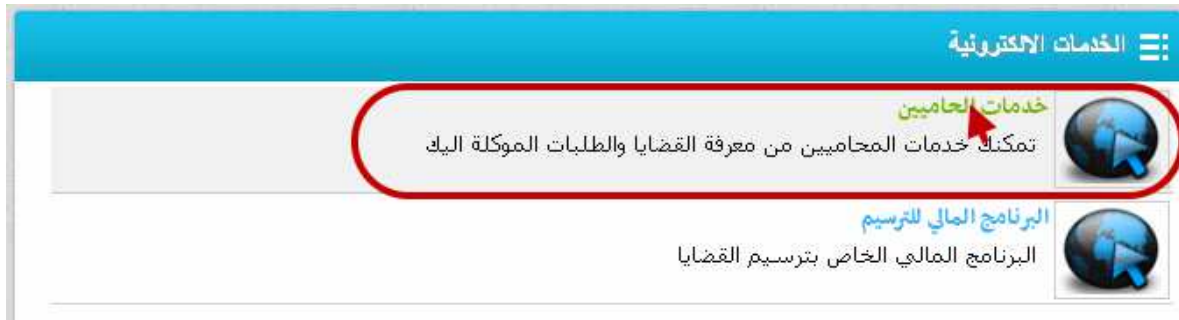 الخدمات الالكترونية
خدمات المحاميين
تمكنك خدمات المحاميين من معرفة القضايا والطلبات الموكلة اليك
البرنامج المالي للترسيم
البرنامج المالي الخاص بترسيم القضايا